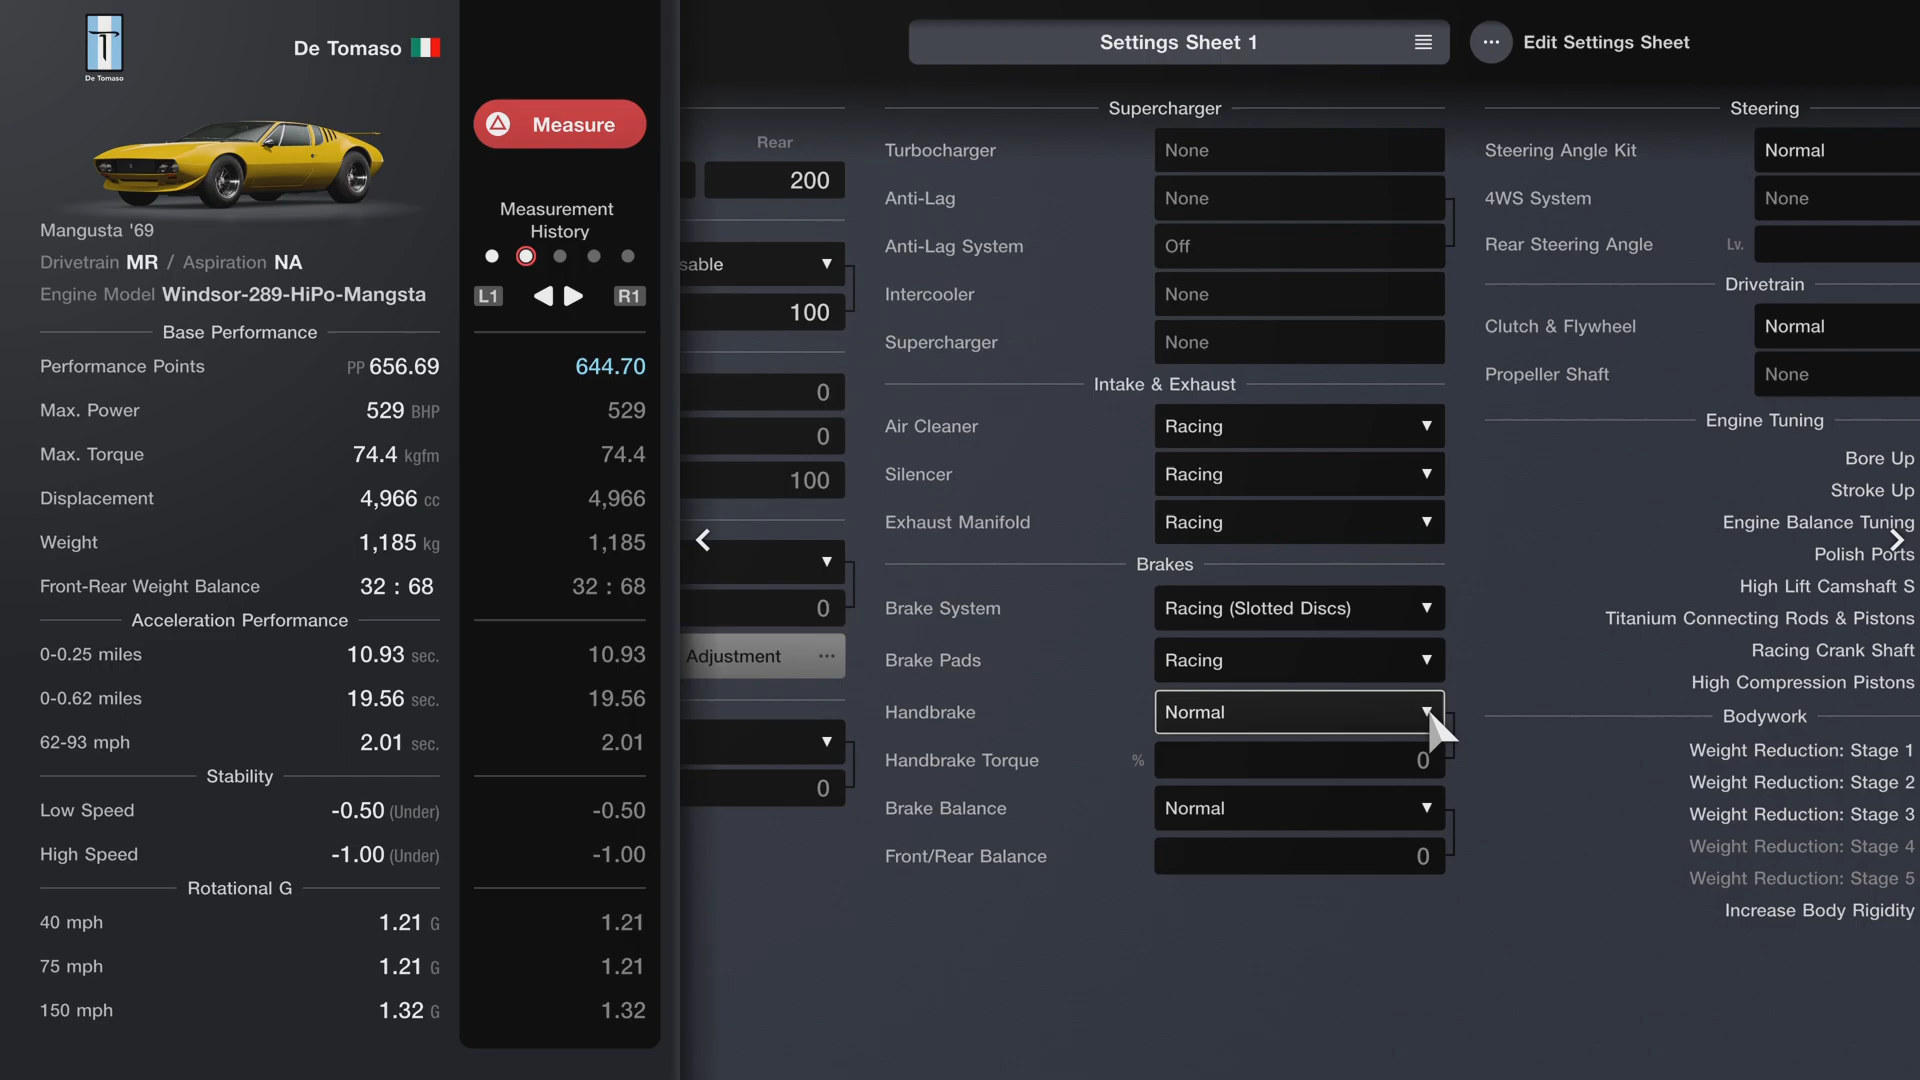 De Tomaso
De Tomaso
Mangusta '69
Drivetrain MR / Aspiration NA
Engine Model Windsor-289-HiPo-Mangsta
Base Performance
Performance Points PP 656.69
Max. Power 529 BHP
Max. Torque 74.4 kgfm
Displacement 4,966 cc
Weight 1,185 kg
Front-Rear Weight Balance 32 : 68
Acceleration Performance
0-0.25 miles 10.93 sec.
0-0.62 miles 19.56 sec.
62-93 mph 2.01 sec.
Stability
Low Speed -0.50 (Under)
High Speed -1.00 (Under)
Rotational G
40 mph 1.21 G
75 mph 1.21 G
150 mph 1.32 G
Measure
Measurement
History
L1 R1
644.70
529
74.4
4,966
1,185
32 : 68
10.93
19.56
2.01
-0.50
-1.00
1.21
1.21
1.32
Settings Sheet 1
Edit Settings Sheet
Rear
200
sable
100
0
0
100
0
Adjustment
0
Supercharger
Turbocharger None
Anti-Lag None
Anti-Lag System Off
Intercooler None
Supercharger None
Intake & Exhaust
Air Cleaner Racing
Silencer Racing
Exhaust Manifold Racing
Brakes
Brake System Racing (Slotted Discs)
Brake Pads Racing
Handbrake Normal
Handbrake Torque % 0
Brake Balance Normal
Front/Rear Balance 0
Steering
Steering Angle Kit Normal
4WS System None
Rear Steering Angle Lv.
Drivetrain
Clutch & Flywheel Normal
Propeller Shaft None
Engine Tuning
Bore Up
Stroke Up
Engine Balance Tuning
Polish Ports
High Lift Camshaft S
Titanium Connecting Rods & Pistons
Racing Crank Shaft
High Compression Pistons
Bodywork
Weight Reduction: Stage 1
Weight Reduction: Stage 2
Weight Reduction: Stage 3
Weight Reduction: Stage 4
Weight Reduction: Stage 5
Increase Body Rigidity